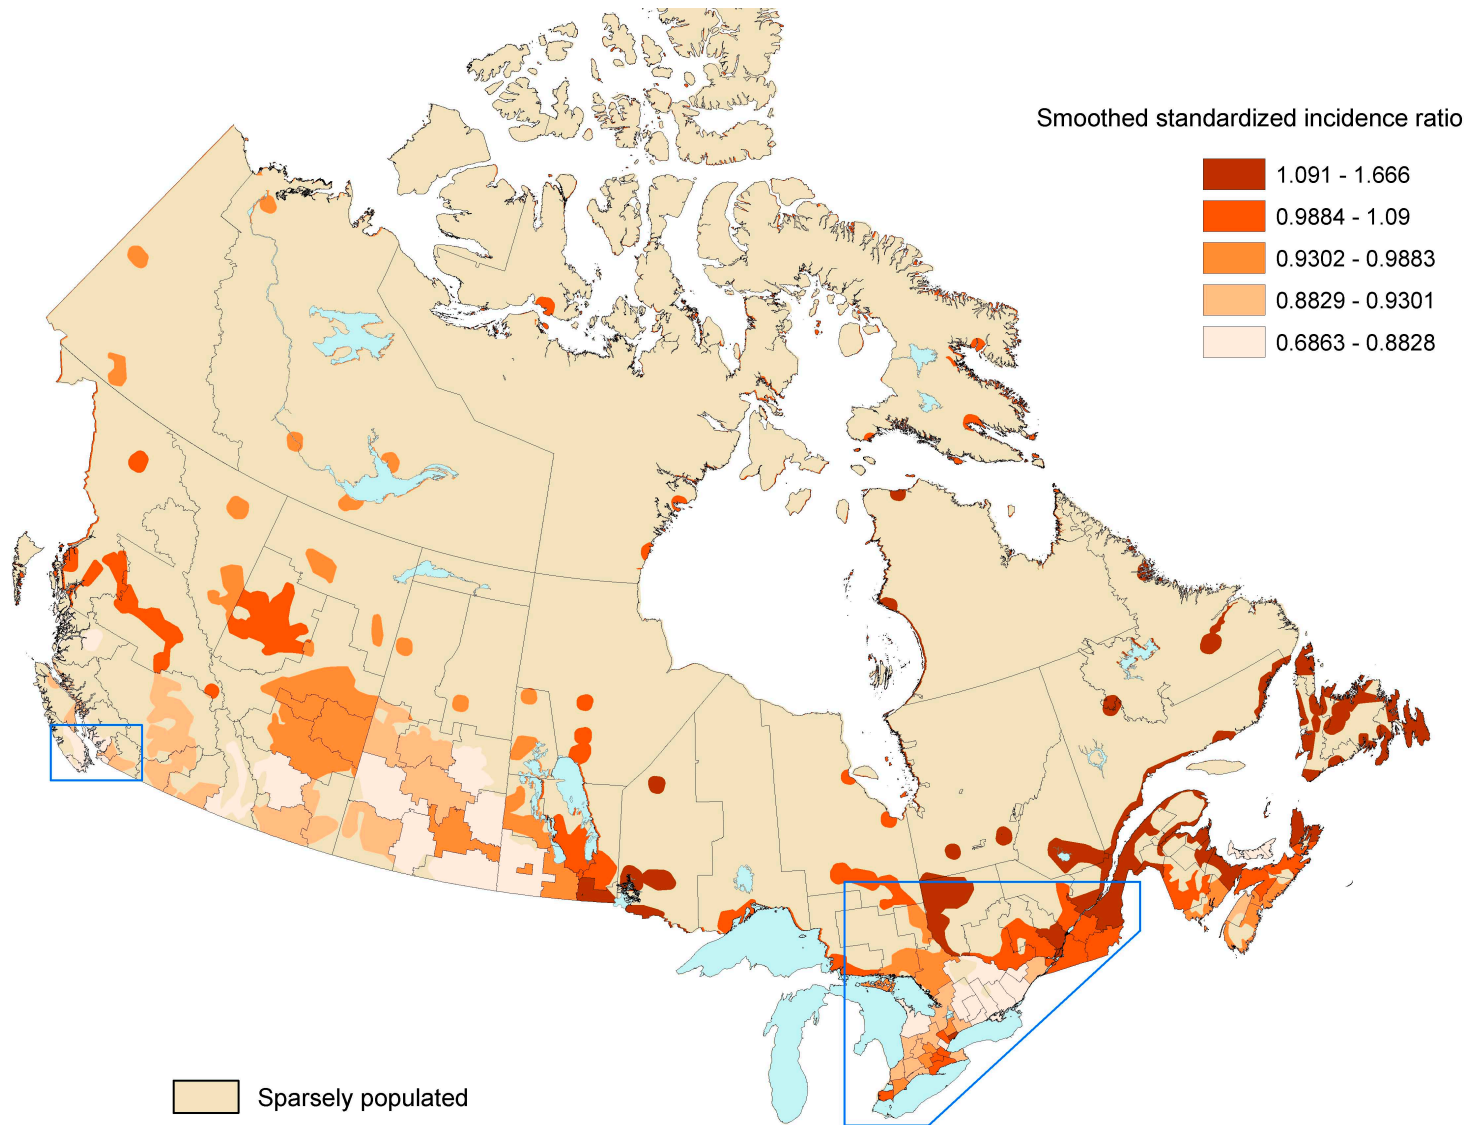 Smoothed standardized incidence ratio
1.091 - 1.666
0.9884 - 1.09
0.9302 - 0.9883
0.8829 - 0.9301
0.6863 - 0.8828
Sparsely populated